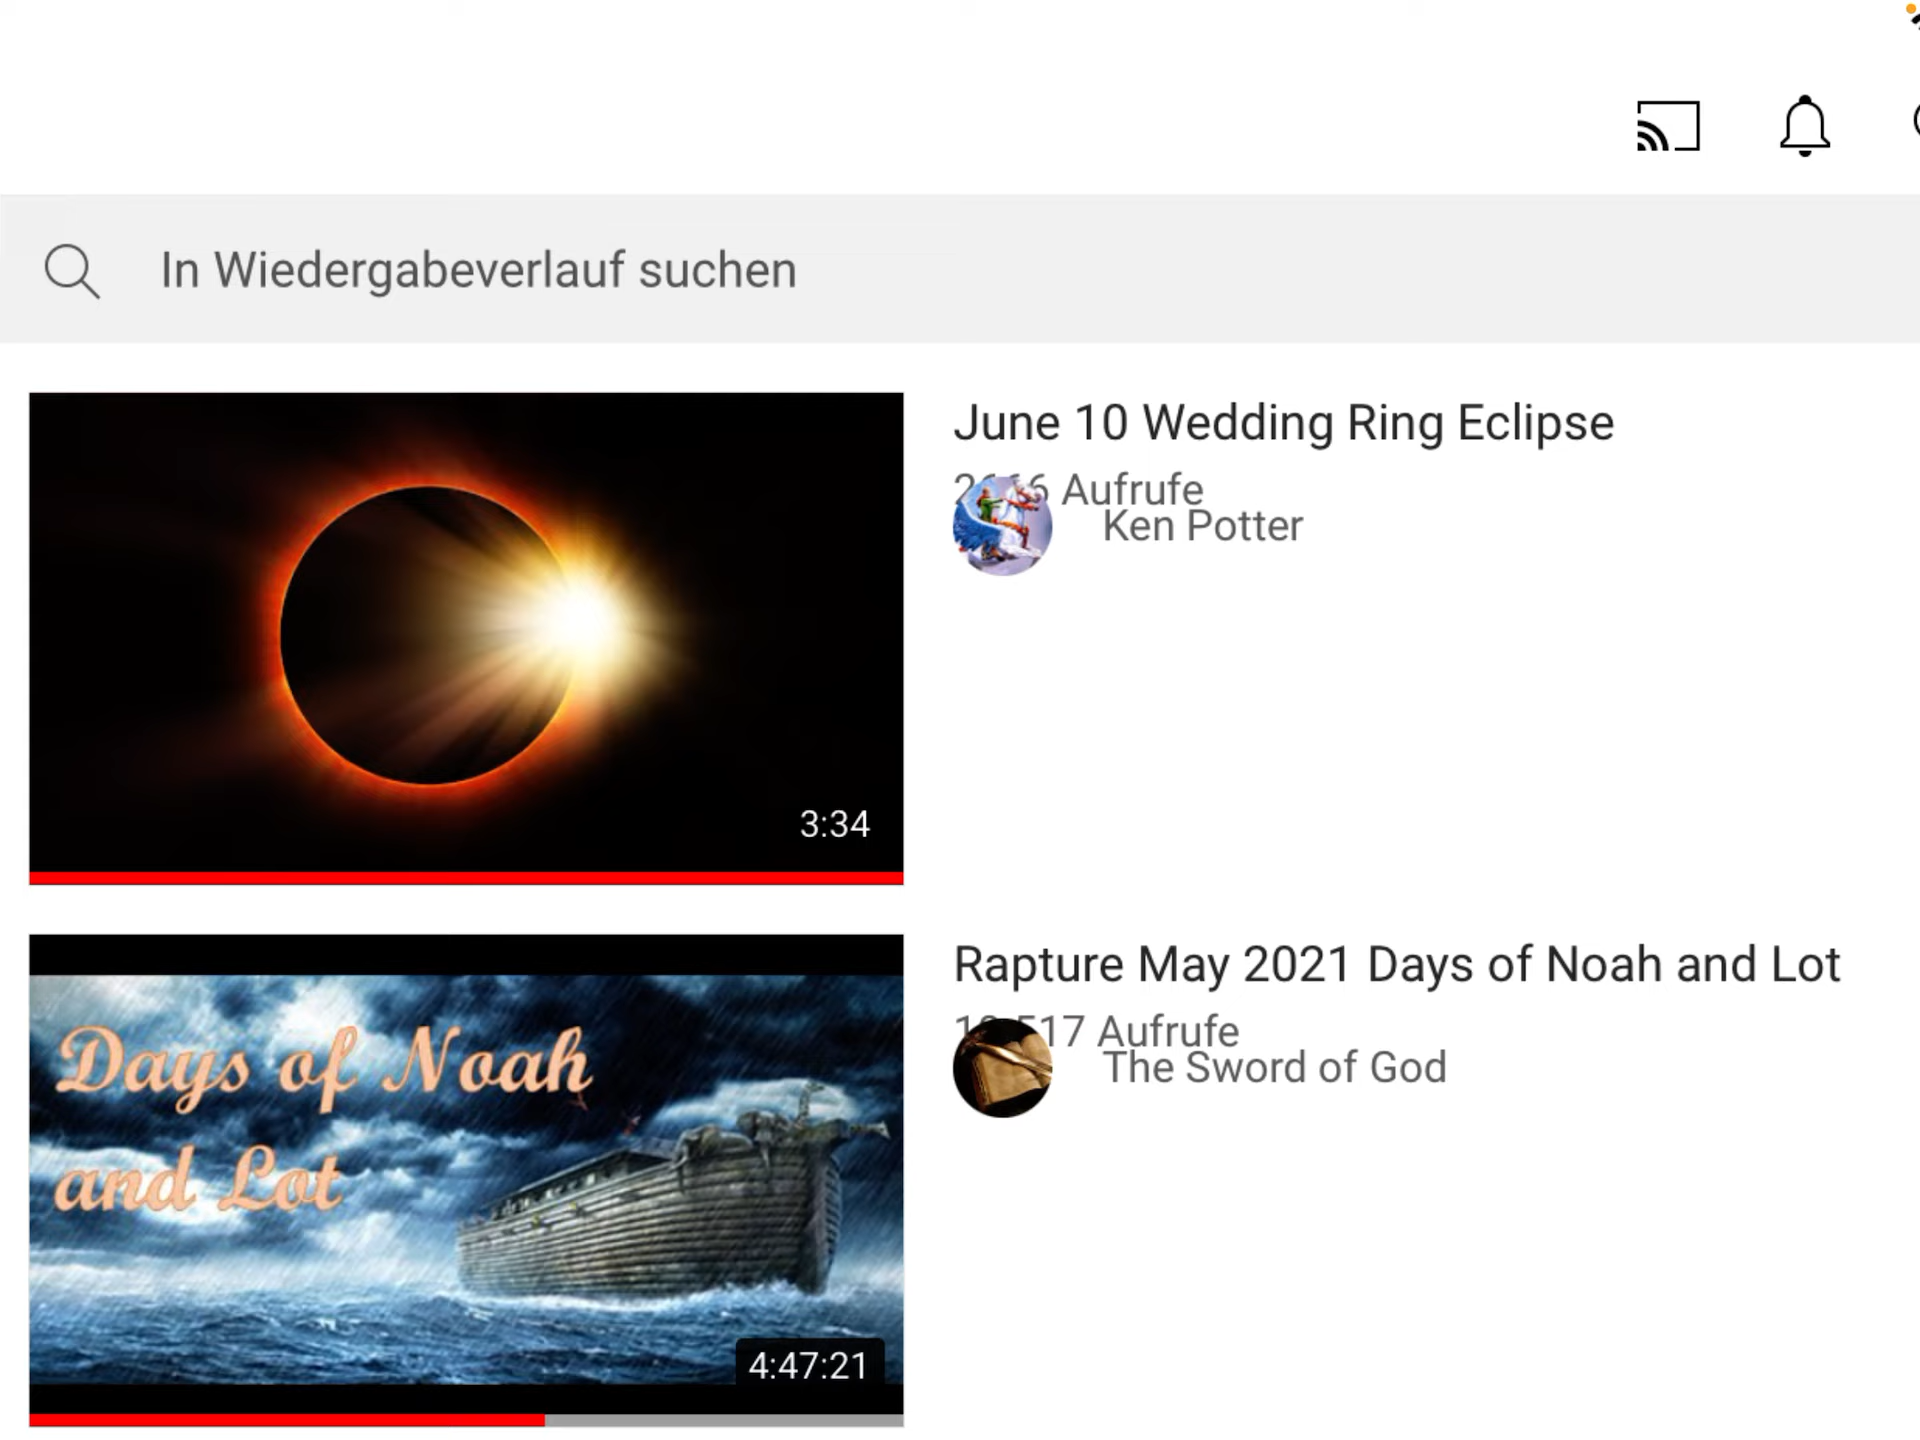 In Wiedergabeverlauf suchen
June 10 Wedding Ring Eclipse
Aufrufe
Ken Potter
3:34
Rapture May 2021 Days of Noah and Lot
Aufrufe
The Sword of God
Days of Noah
and Lot
4:47:21